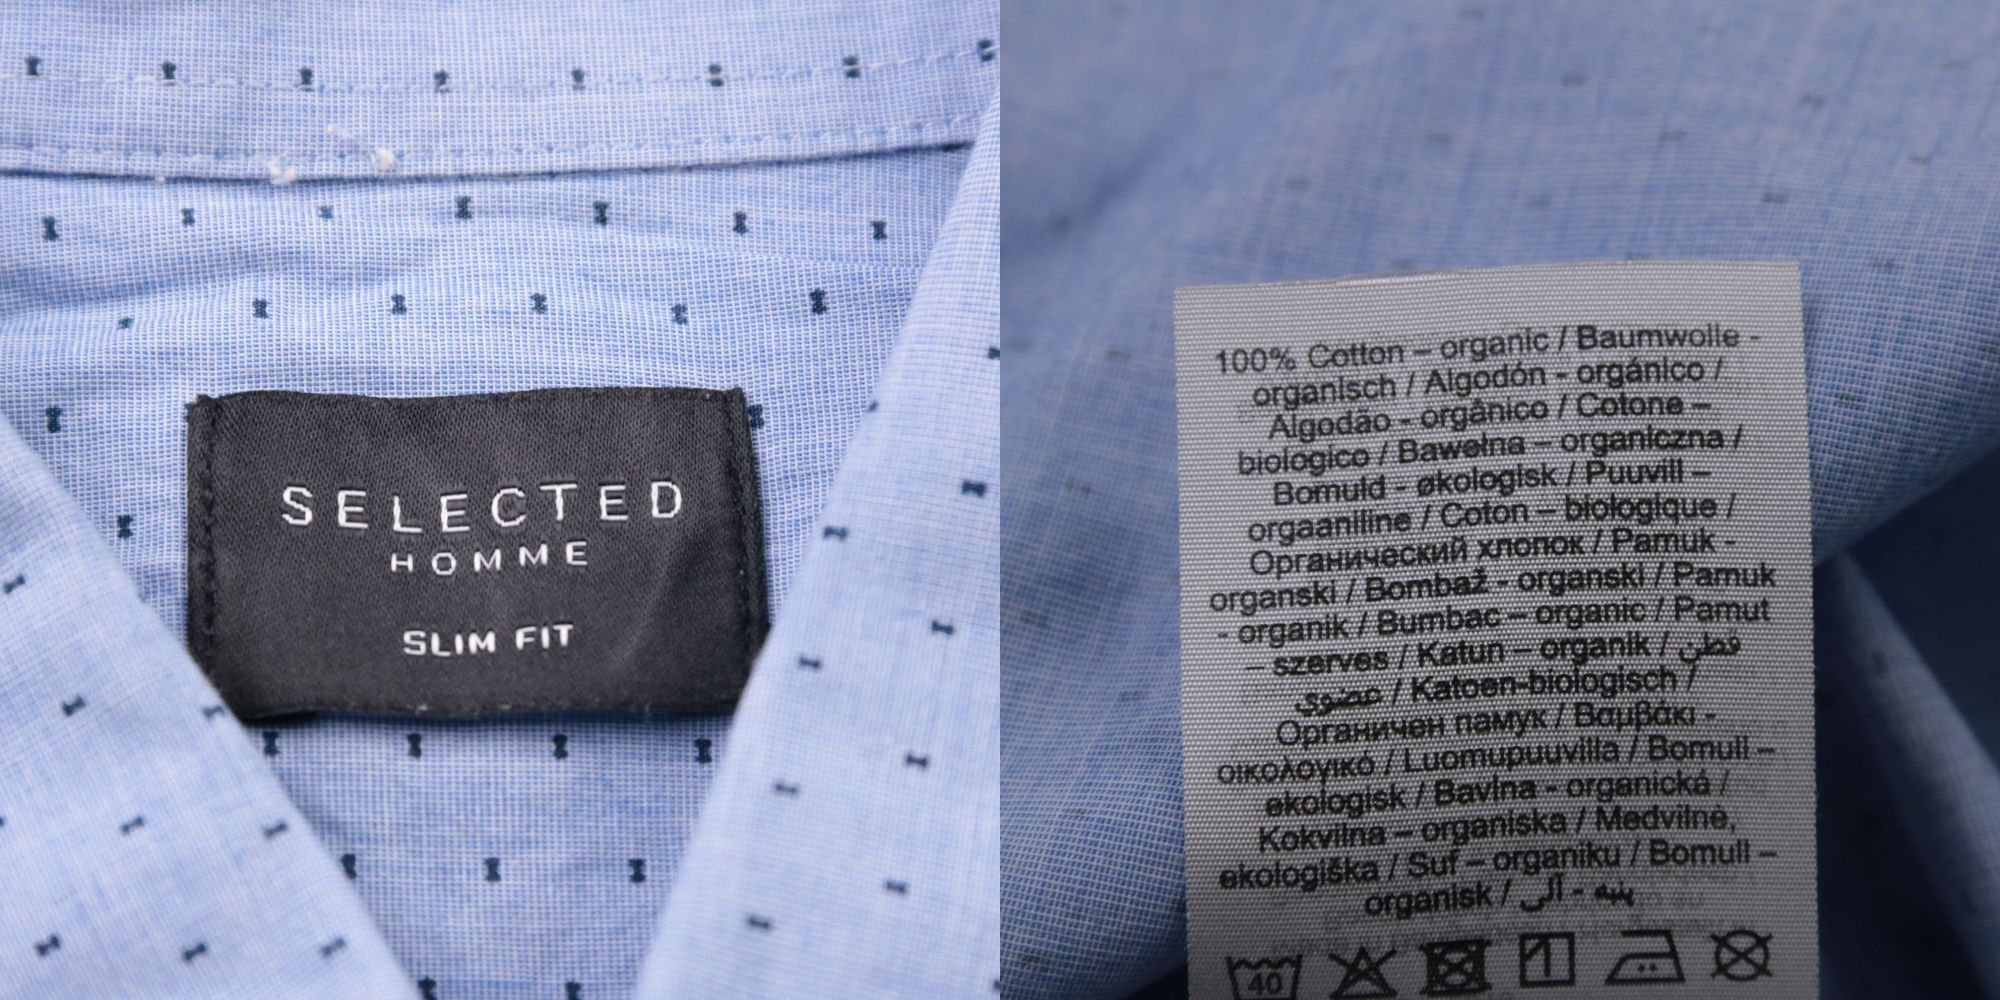 SELECTED
HOMME
SLIM FIT
100% Cotton – organic / Baumwolle -
organisch / Algodón - orgánico /
Algodão - orgânico / Cotone –
biologico / Bawełna – organiczna /
Bomuld - økologisk / Puuvill –
orgaaniline / Coton – biologique /
Органический хлопок / Pamuk -
organski / Bombaž - organski / Pamuk
- organik / Bumbac – organic / Pamut
– szerves / Katun – organik / قطن
عضوي / Katoen-biologisch /
Органичен памук / Βαμβάκι -
οικολογικό / Luomupuuvilla / Bomull –
økologisk / Bavlna - organická /
Kokvilna – organiska / Medvilnė,
ekologiška / Suf – organiku / Bomull –
organisk / پنبه - آلی
40